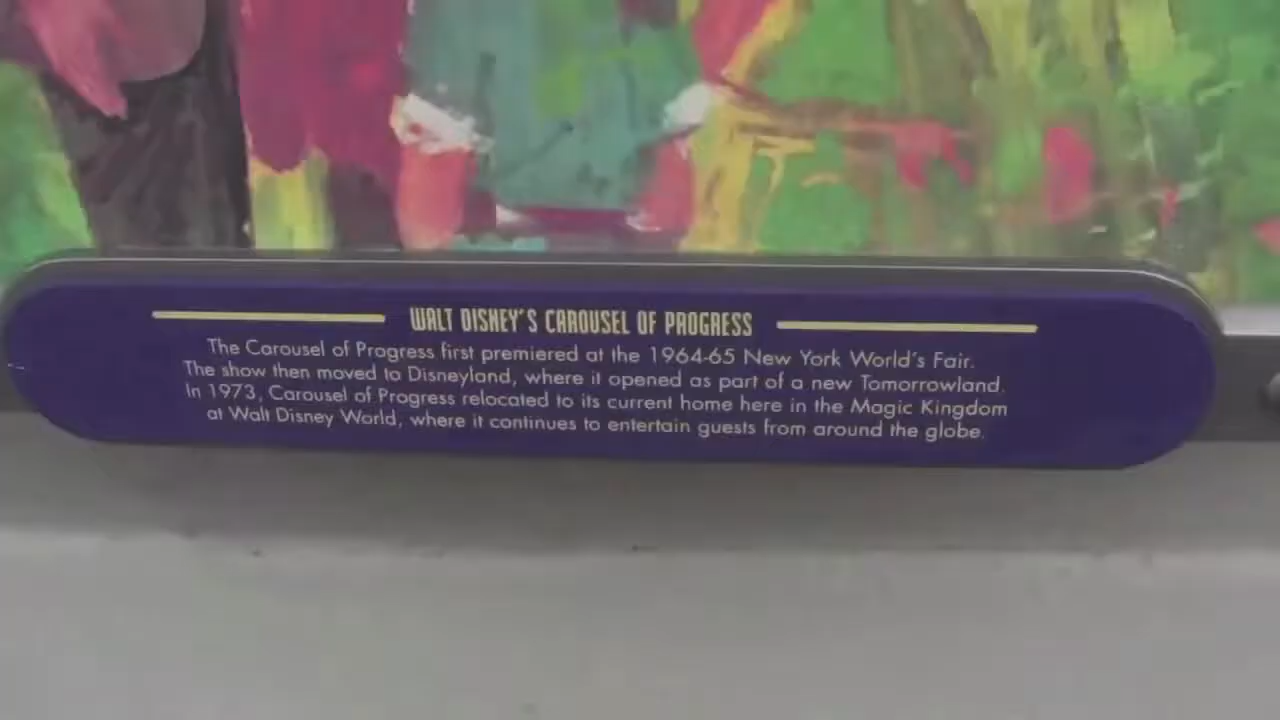 WALT DISNEY'S CAROUSEL OF PROGRESS
The Carousel of Progress first premiered at the 1964-65 New York World's Fair.
The show then moved to Disneyland, where it opened as part of a new Tomorrowland.
In 1973, Carousel of Progress relocated to its current home here in the Magic Kingdom
at Walt Disney World, where it continues to entertain guests from around the globe.